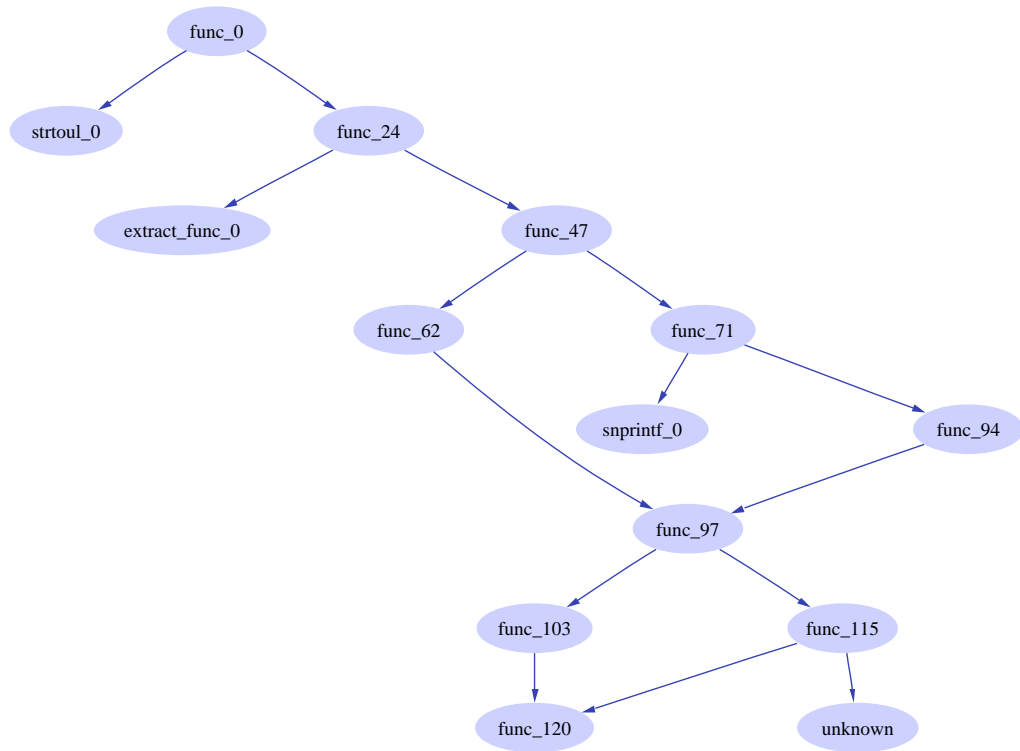 func_0
strtoul_0
func_24
extract_func_0
func_47
func_62
func_71
snprintf_0
func_94
func_97
func_103
func_115
func_120
unknown